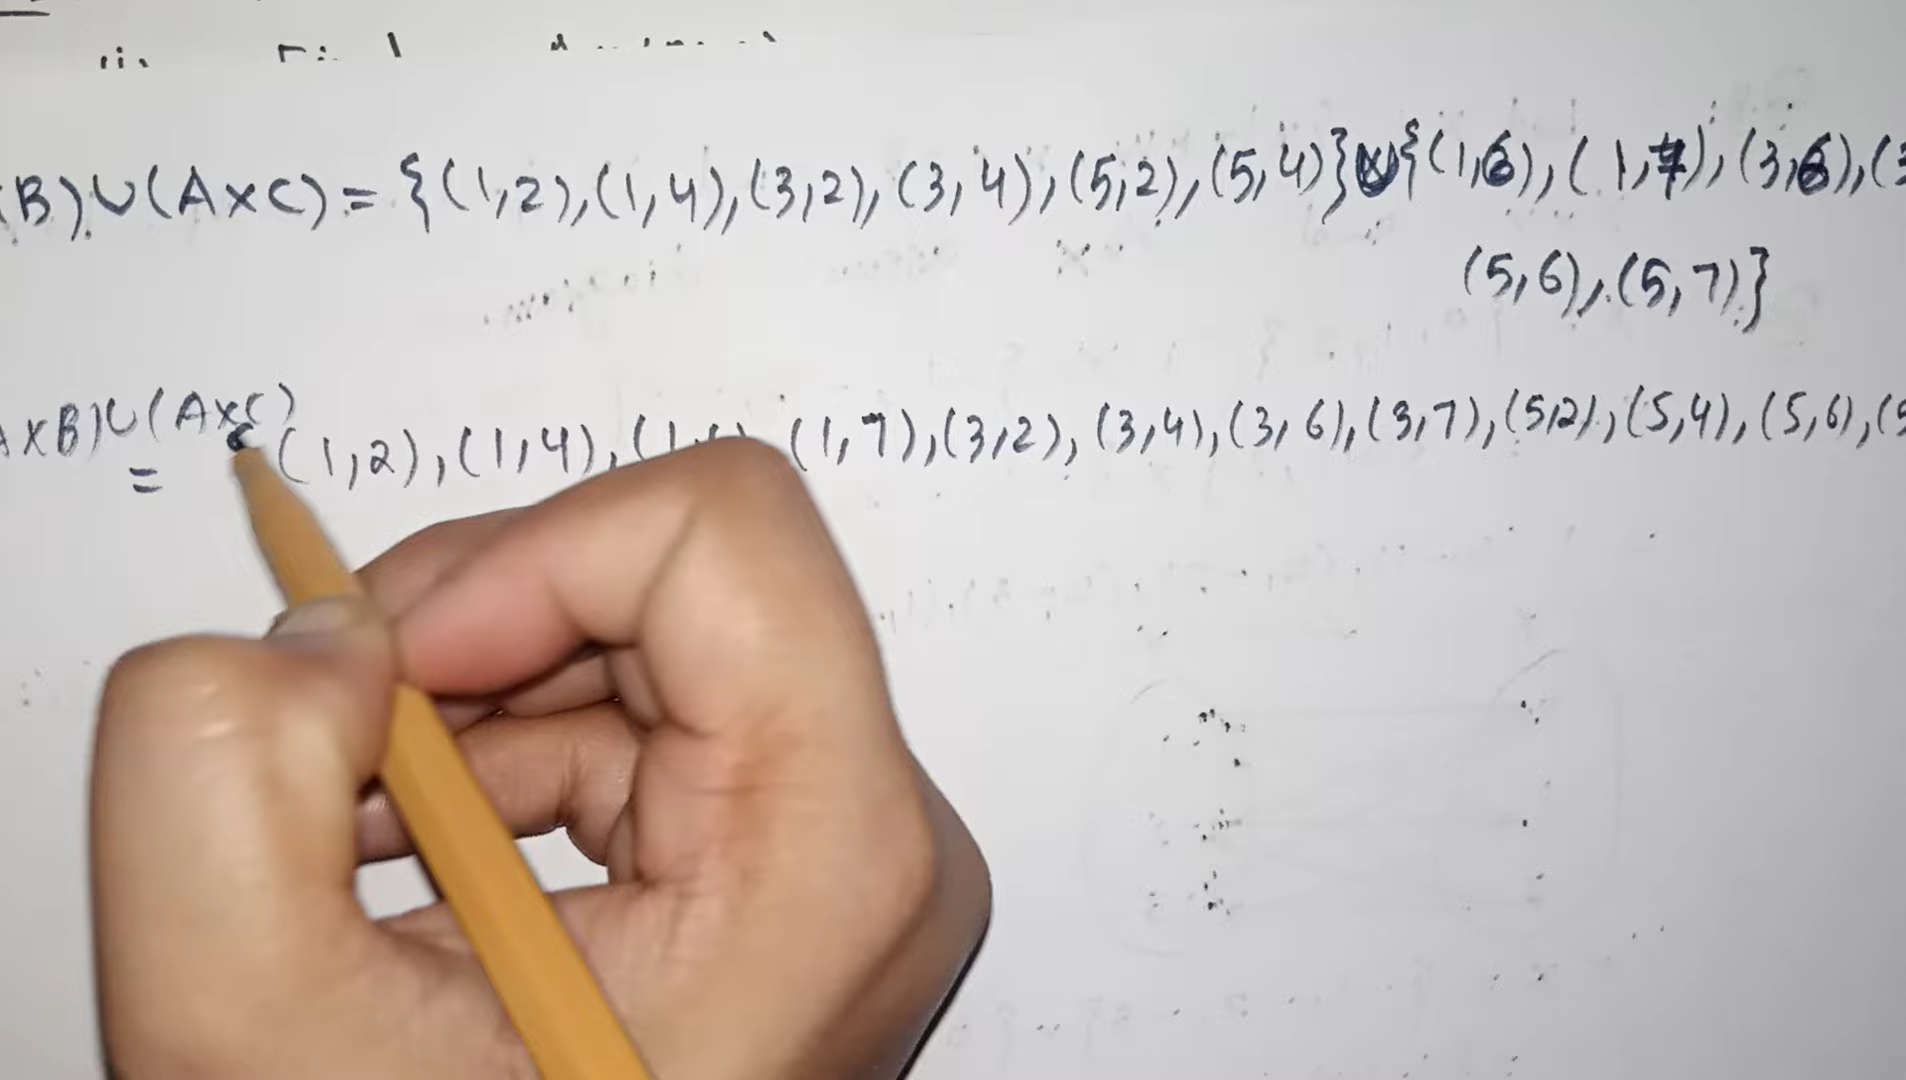 B)∪(A×C) = {(1,2),(1,4),(3,2),(3,4),(5,2),(5,4)}∪{(1,6),(1,7),(3,6),(3
(5,6),(5,7)}
A×B)∪(A×C)
= (1,2),(1,4), (1,7),(3,2),(3,4),(3,6),(3,7),(5,2),(5,4),(5,6),(5